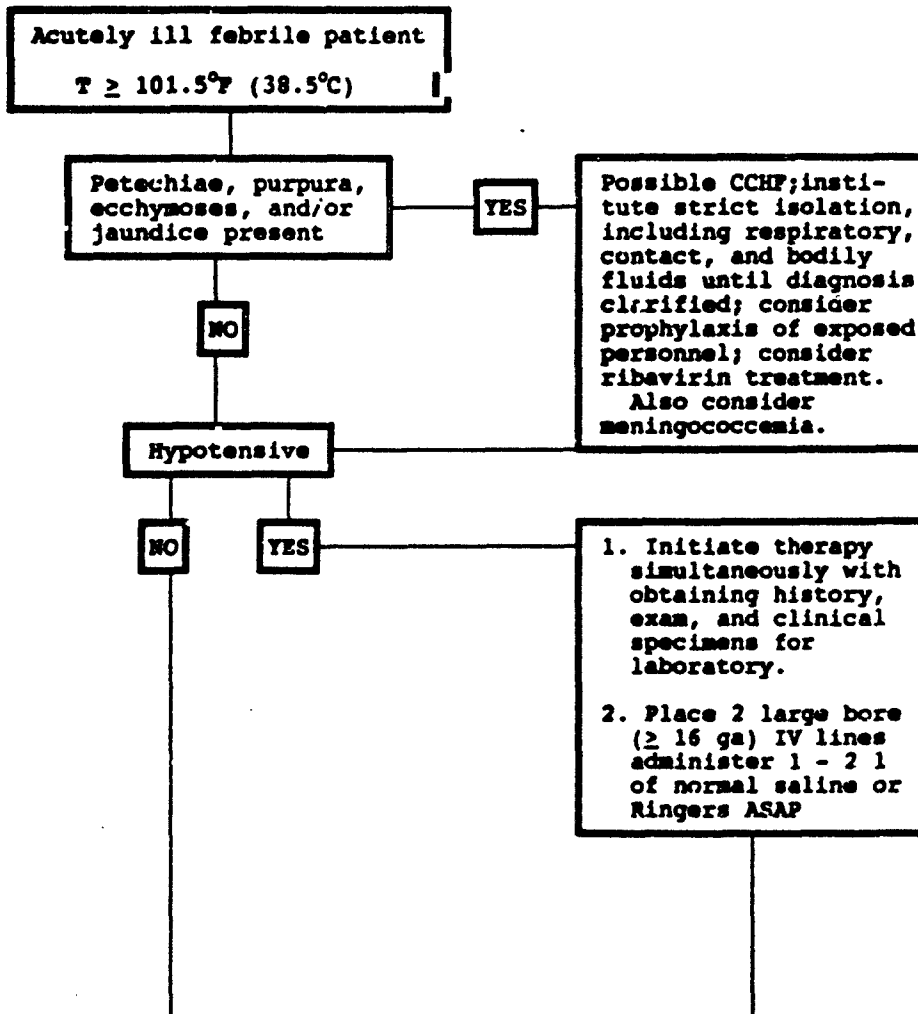 Acutely ill febrile patient
T ≥ 101.5°F (38.5°C)
Petechiae, purpura,
ecchymoses, and/or
jaundice present
YES
Possible CCHF;insti-
tute strict isolation,
including respiratory,
contact, and bodily
fluids until diagnosis
clarified; consider
prophylaxis of exposed
personnel; consider
ribavirin treatment.
Also consider
meningococcemia.
NO
Hypotensive
NO
YES
1. Initiate therapy
simultaneously with
obtaining history,
exam, and clinical
specimens for
laboratory.
2. Place 2 large bore
(≥ 16 ga) IV lines
administer 1 - 2 l
of normal saline or
Ringers ASAP